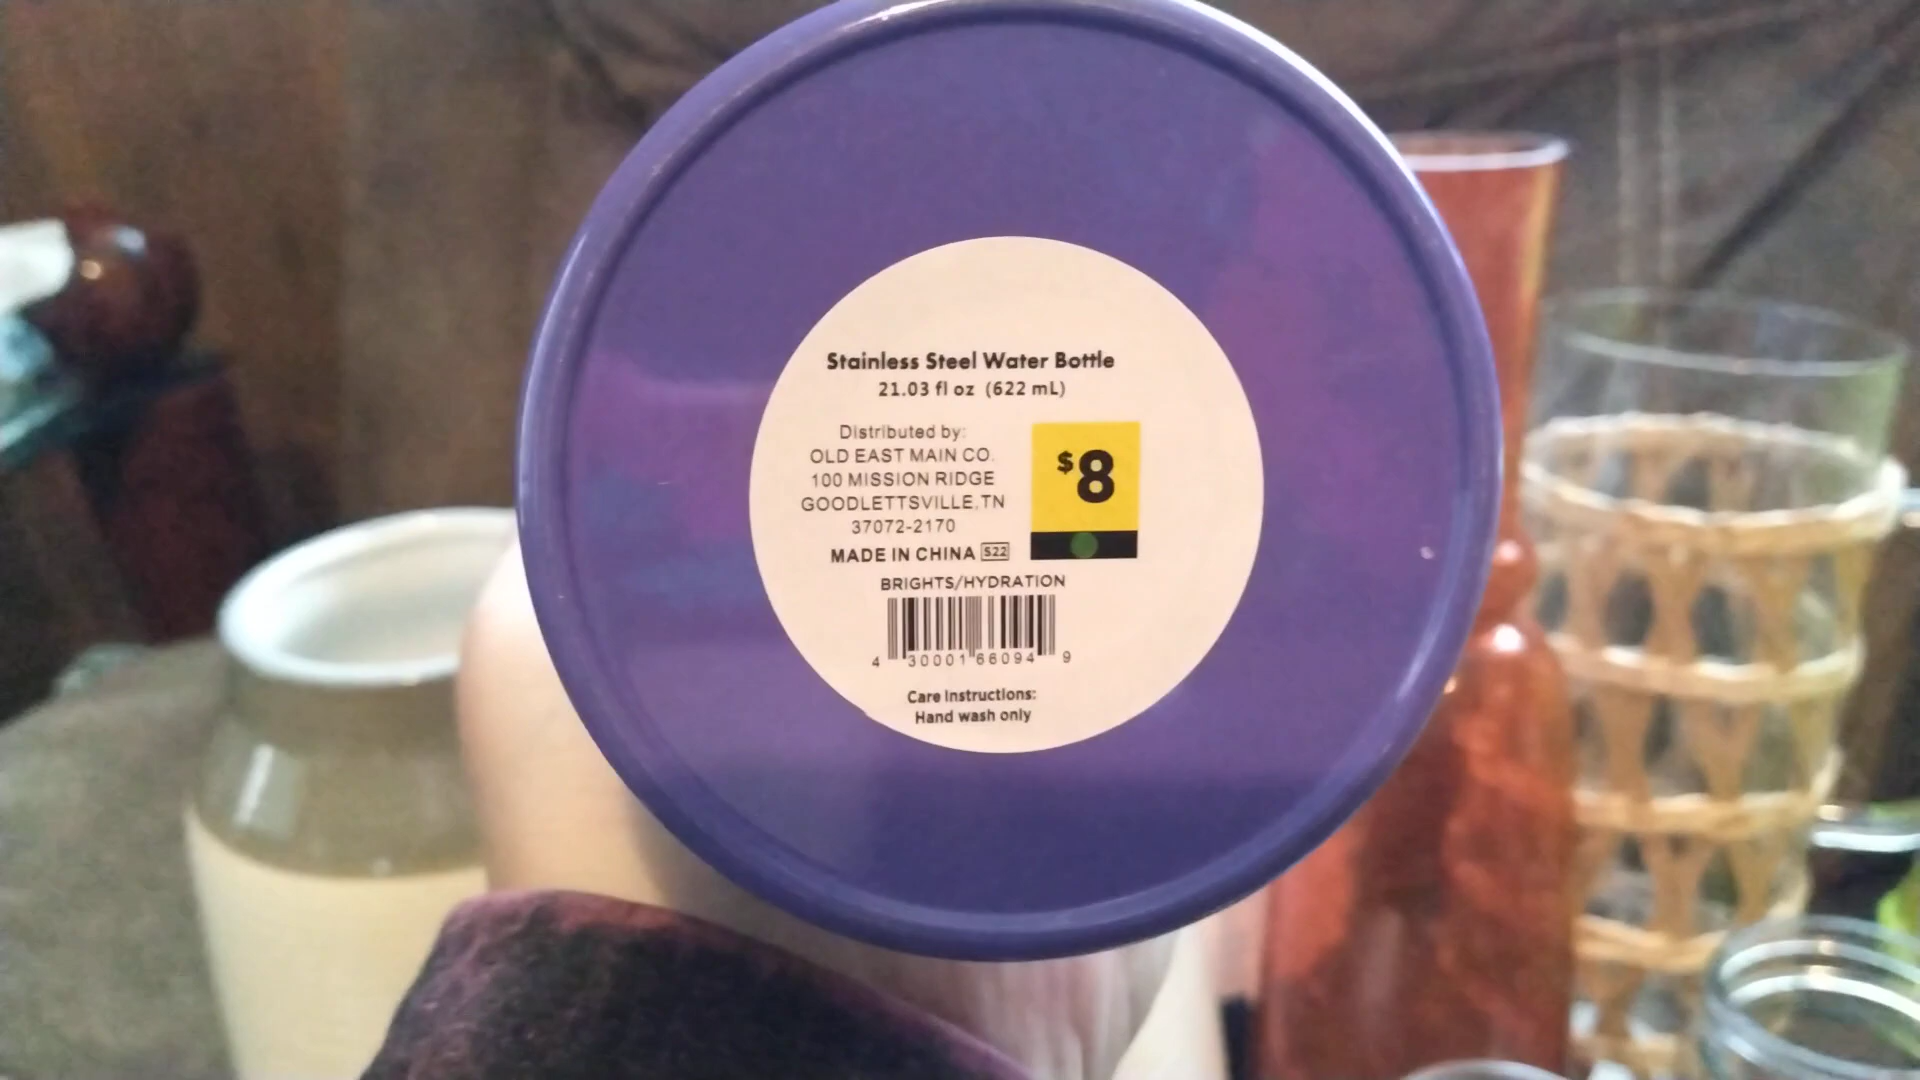 Stainless Steel Water Bottle
21.03 fl oz (622 mL)
Distributed by:
OLD EAST MAIN CO.
100 MISSION RIDGE
GOODLETTSVILLE, TN
37072-2170
MADE IN CHINA S22
$8
BRIGHTS/HYDRATION
4 30001 66094 9
Care Instructions:
Hand wash only